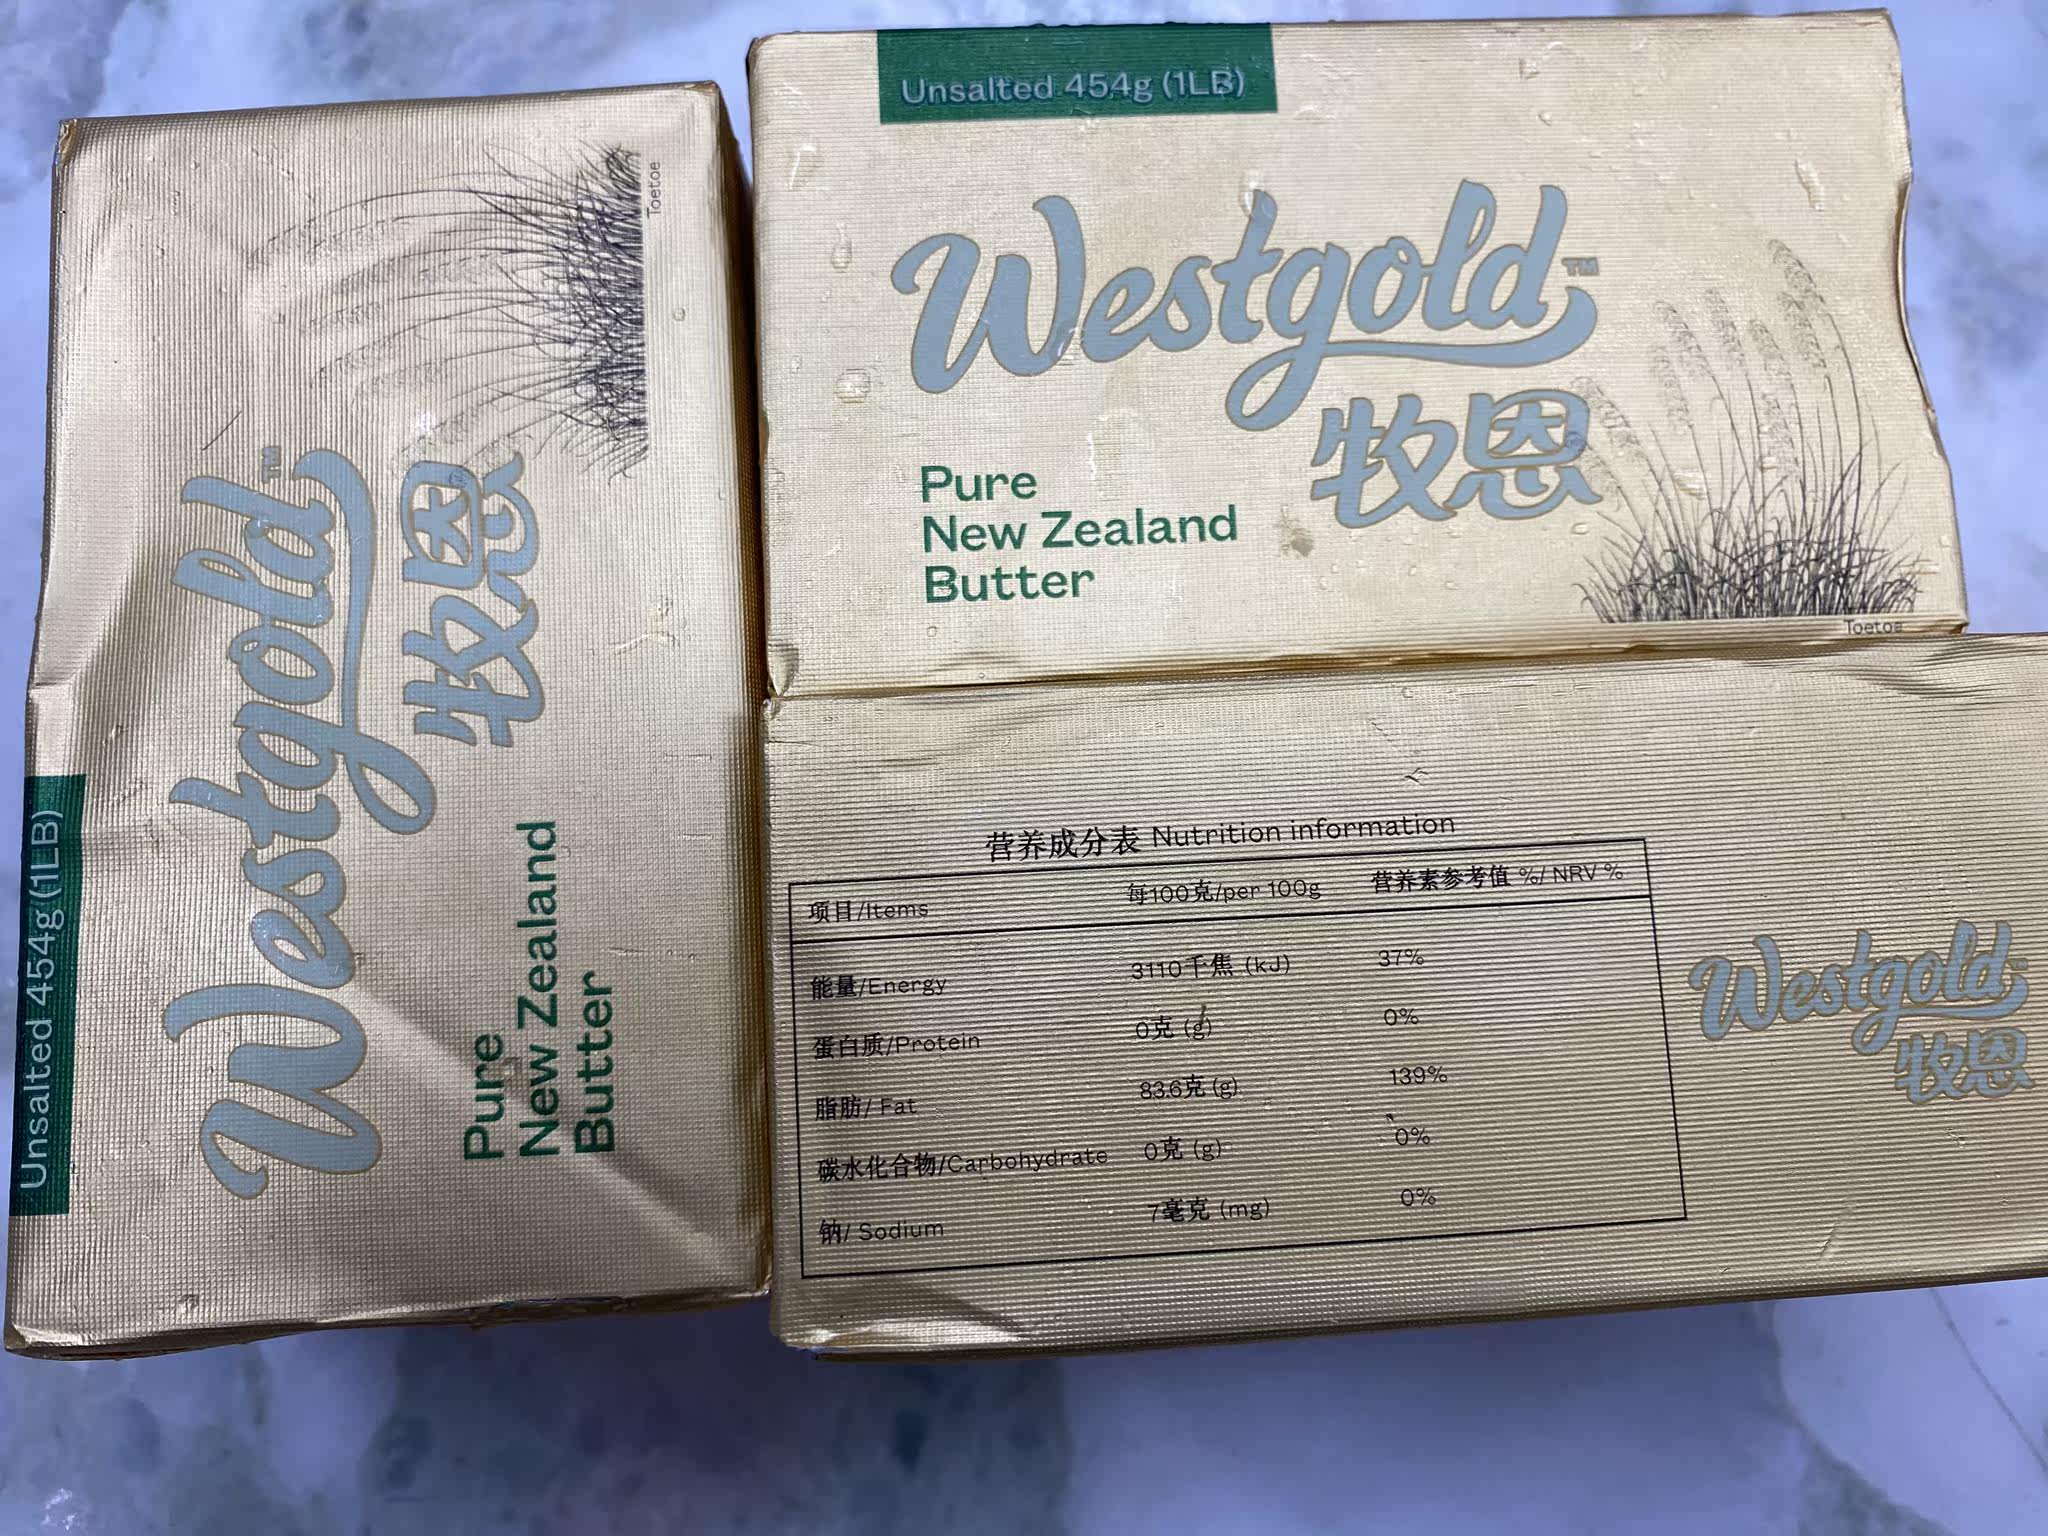 Unsalted 454g (1LB)
Westgold™
牧恩
Pure
New Zealand
Butter
Toetoe
Unsalted 454g (1LB)
Westgold™
牧恩
Pure
New Zealand
Butter
Toetoe
营养成分表 Nutrition information
项目/Items 每100克/per 100g 营养素参考值 %/ NRV %
能量/Energy 3110千焦 (kJ) 37%
蛋白质/Protein 0克 (g) 0%
脂肪/ Fat 83.6克 (g) 139%
碳水化合物/Carbohydrate 0克 (g) 0%
钠/ Sodium 7毫克 (mg) 0%
Westgold™
牧恩